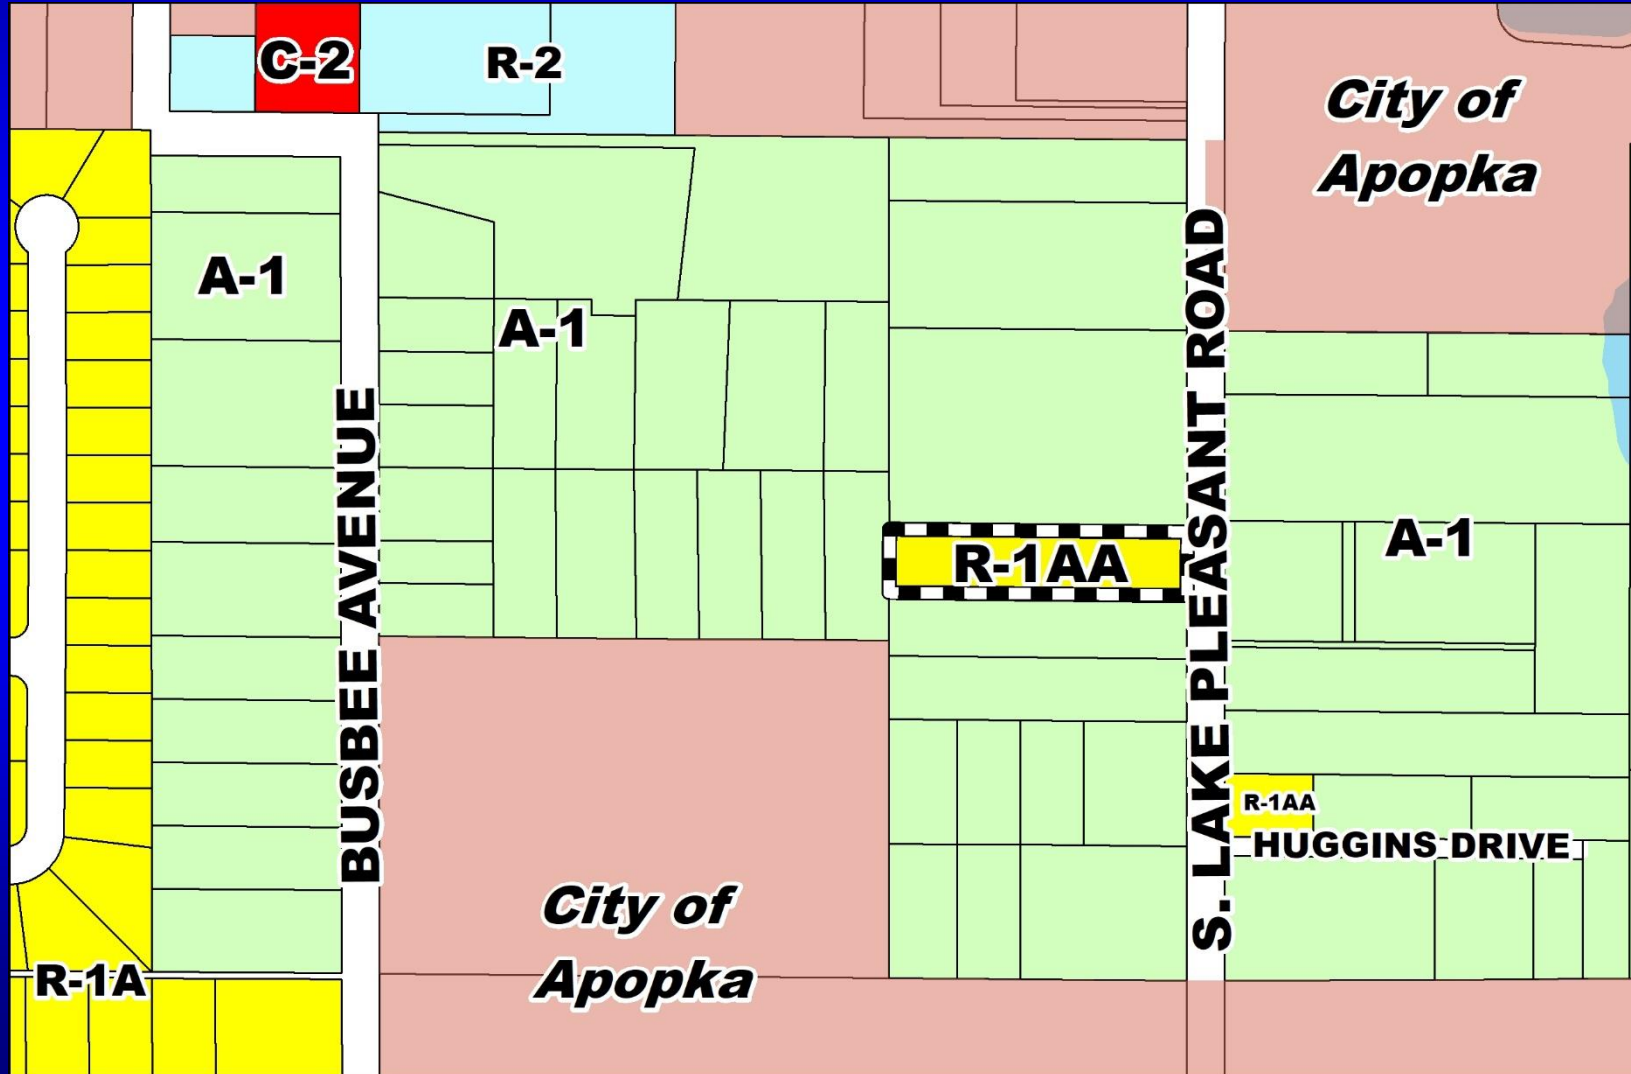 C-2
R-2
City of
Apopka
A-1
A-1
BUSBEE AVENUE
S. LAKE PLEASANT ROAD
R-1AA
A-1
R-1AA
HUGGINS DRIVE
City of
Apopka
R-1A